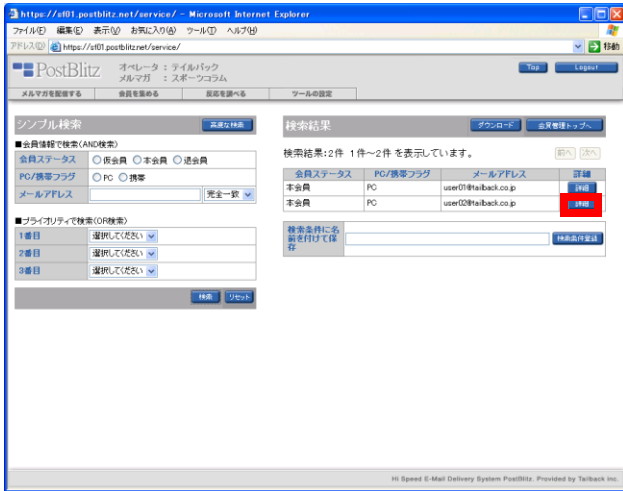 https://sf01.postblitz.net/service/ - Microsoft Internet Explorer
ファイル(F) 編集(E) 表示(V) お気に入り(A) ツール(T) ヘルプ(H)
アドレス(D) https://sf01.postblitz.net/service/ 移動
PostBlitz オペレータ : テイルバック
メルマガ : スポーツコラム
Top Logout
メルマガを配信する 会員を集める 反応を調べる ツールの設定
シンプル検索 高度な検索
■会員情報で検索(AND検索)
会員ステータス 仮会員 本会員 退会員
PC/携帯フラグ PC 携帯
メールアドレス 完全一致
■プライオリティで検索(OR検索)
1番目 選択してください
2番目 選択してください
3番目 選択してください
検索 リセット
検索結果 ダウンロード 会員管理トップへ
検索結果:2件 1件～2件 を表示しています。 前へ 次へ
会員ステータス PC/携帯フラグ メールアドレス 詳細
本会員 PC user01@tailback.co.jp 詳細
本会員 PC user02@tailback.co.jp 詳細
検索条件に名
前を付けて保
存
検索条件登録
Hi Speed E-Mail Delivery System PostBlitz. Provided by Tailback inc.